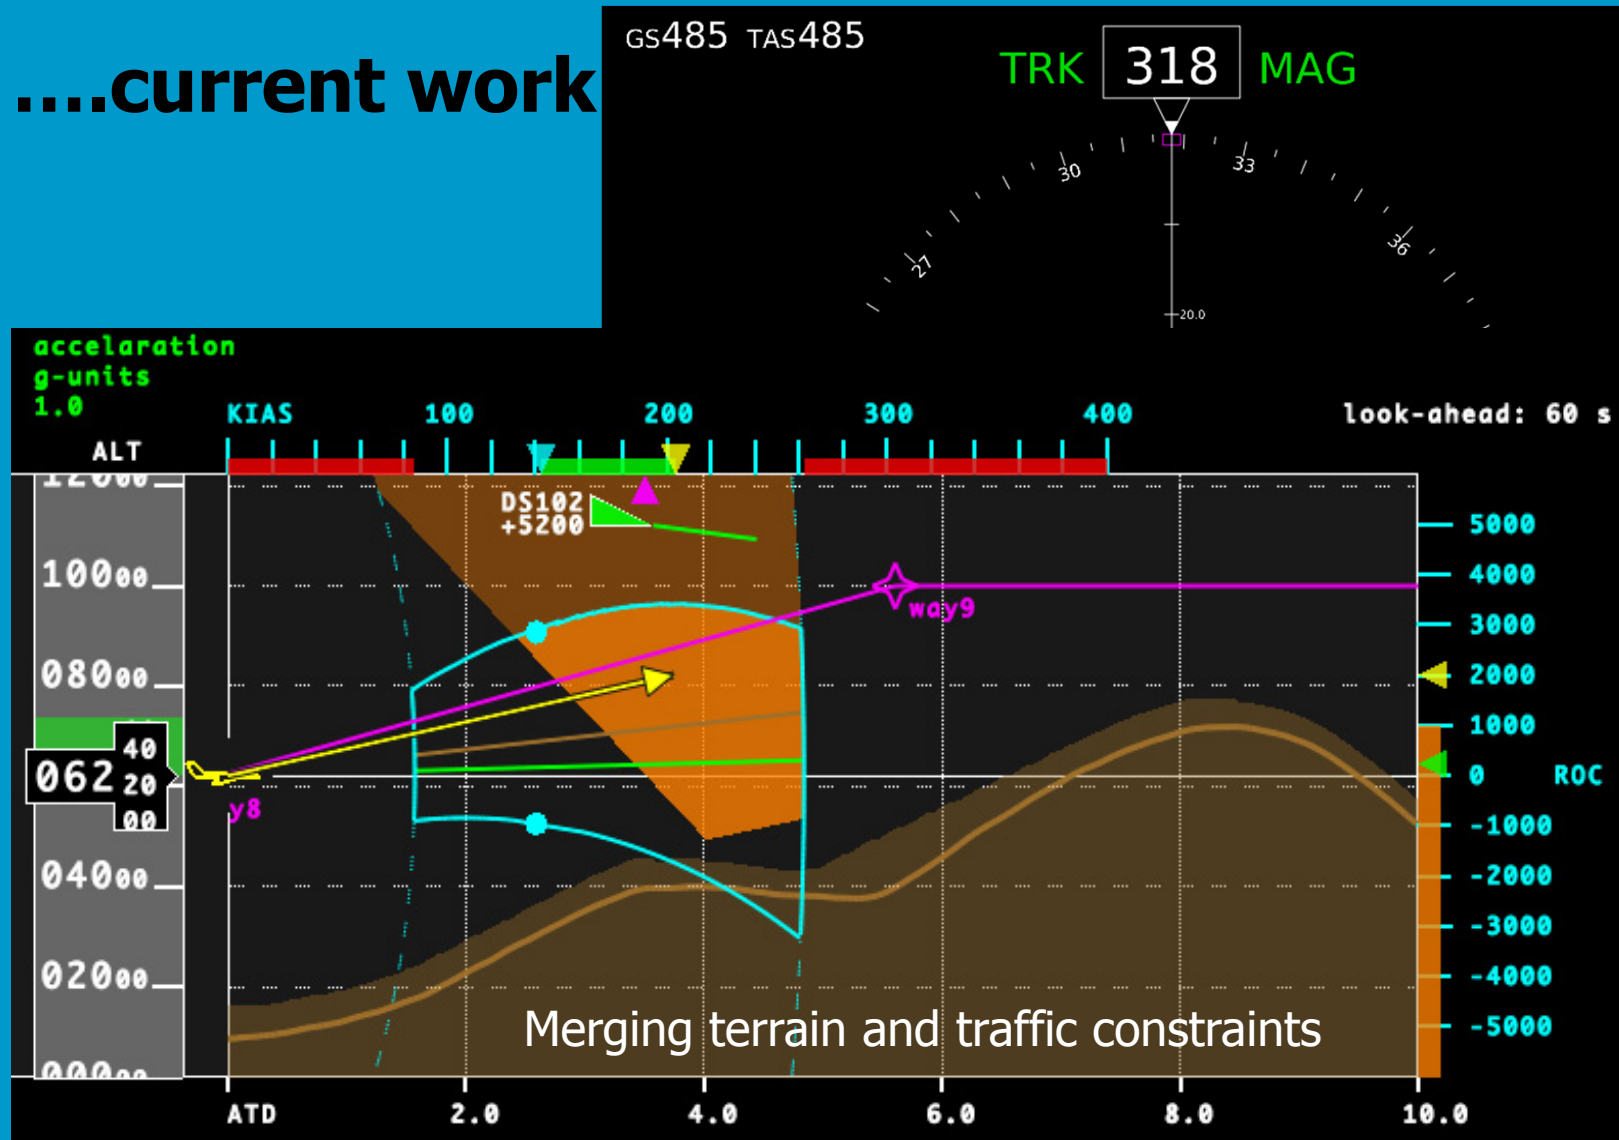 ....current work
GS485 TAS485
TRK 318 MAG
27 30 33 36
20.0
accelaration
g-units
1.0
KIAS 100 200 300 400
look-ahead: 60 s
ALT
12000
10000
08000
062 40 20 00
04000
02000
00000
DS102
+5200
way9
y8
5000
4000
3000
2000
1000
0 ROC
-1000
-2000
-3000
-4000
-5000
Merging terrain and traffic constraints
ATD 2.0 4.0 6.0 8.0 10.0